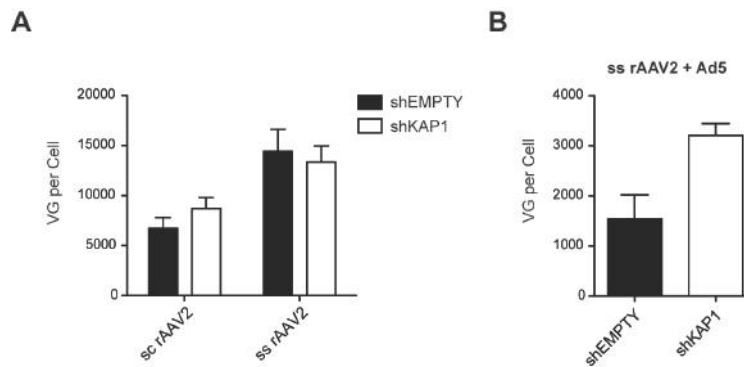 A
VG per Cell
20000
15000
10000
5000
0
sc rAAV2
ss rAAV2
shEMPTY
shKAP1
B
ss rAAV2 + Ad5
VG per Cell
4000
3000
2000
1000
0
shEMPTY
shKAP1